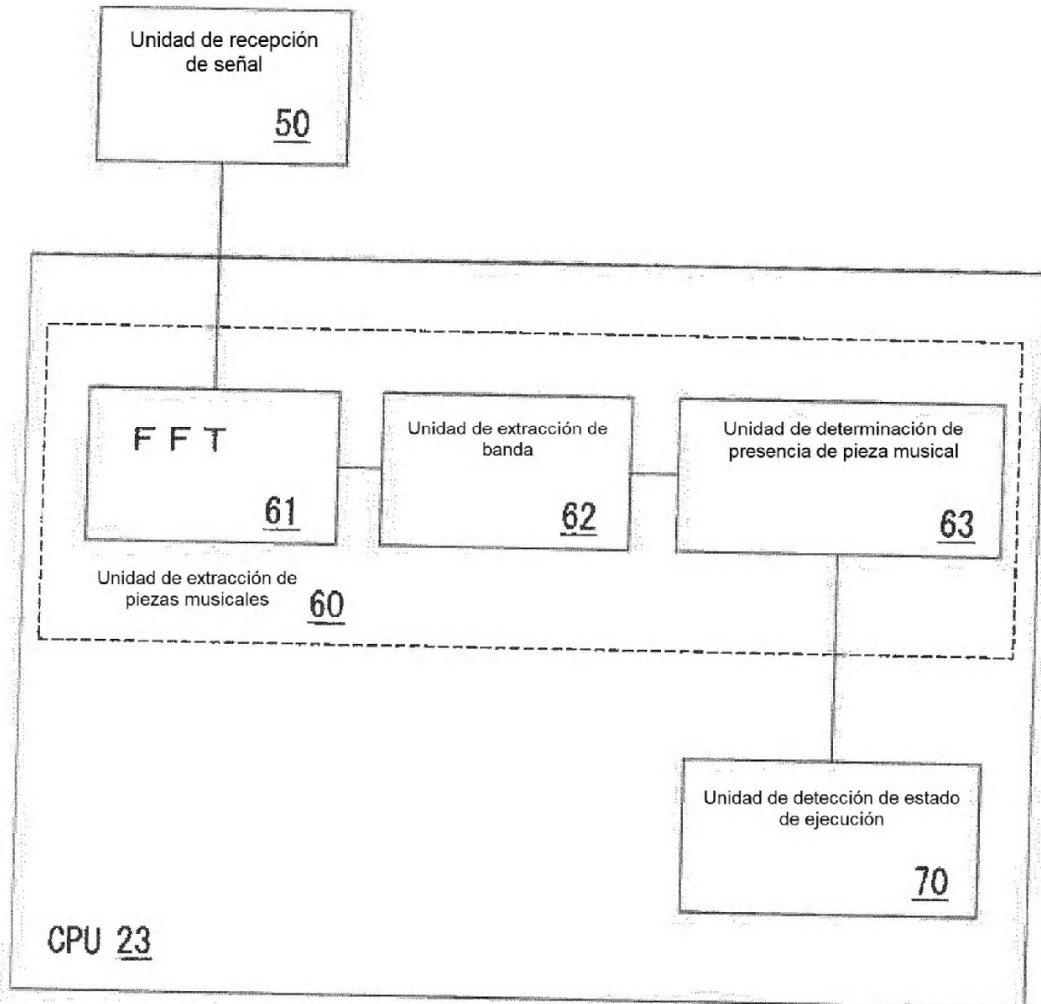 Unidad de recepción
de señal
50
F F T
61
Unidad de extracción de
banda
62
Unidad de determinación de
presencia de pieza musical
63
Unidad de extracción de
piezas musicales
60
Unidad de detección de estado
de ejecución
70
CPU 23